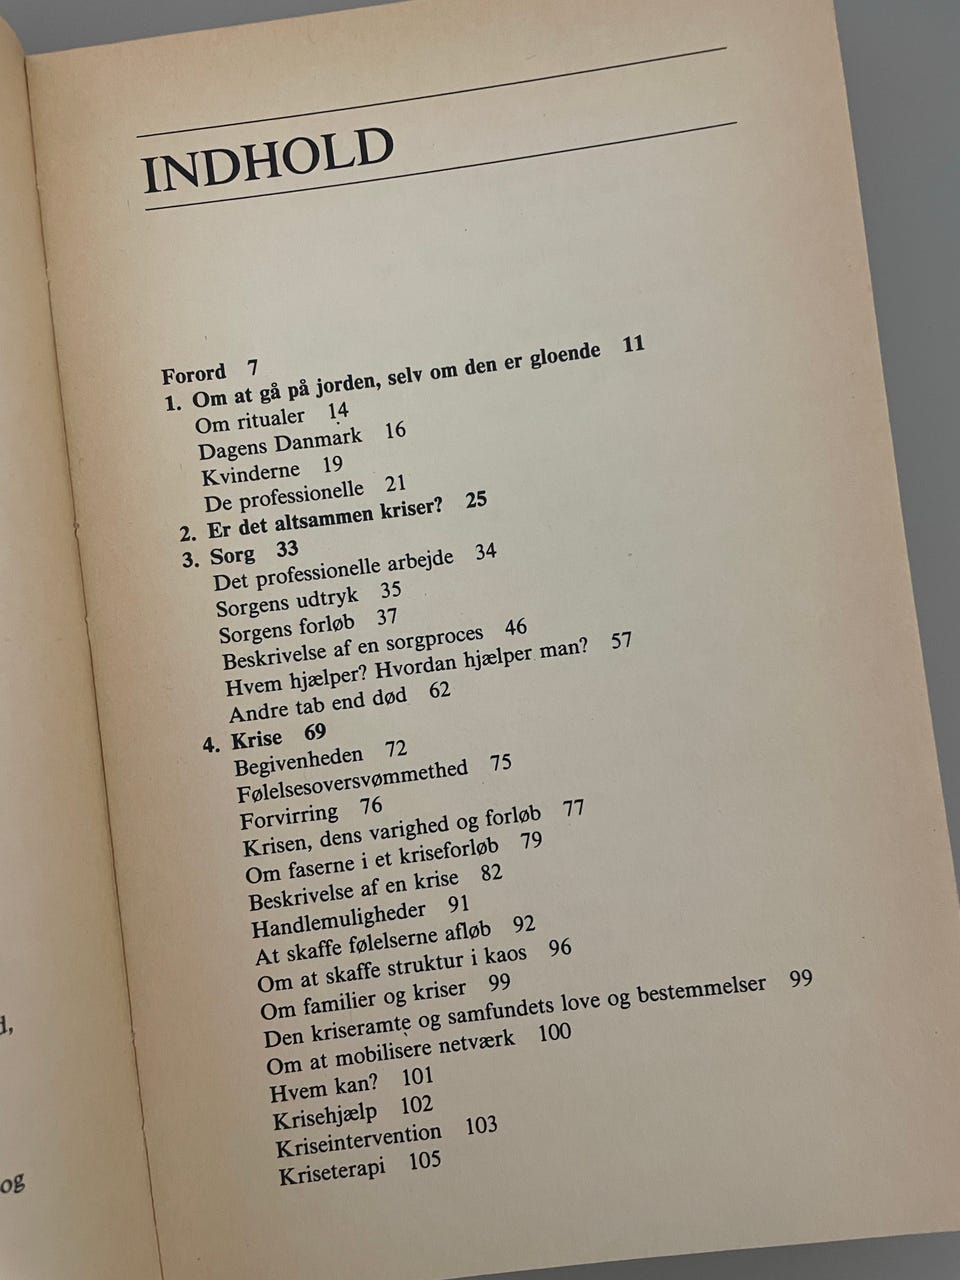 INDHOLD
Forord 7
1. Om at gå på jorden, selv om den er gloende 11
Om ritualer 14
Dagens Danmark 16
Kvinderne 19
De professionelle 21
2. Er det altsammen kriser? 25
3. Sorg 33
Det professionelle arbejde 34
Sorgens udtryk 35
Sorgens forløb 37
Beskrivelse af en sorgproces 46
Hvem hjælper? Hvordan hjælper man? 57
Andre tab end død 62
4. Krise 69
Begivenheden 72
Følelsesoversvømmethed 75
Forvirring 76
Krisen, dens varighed og forløb 77
Om faserne i et kriseforløb 79
Beskrivelse af en krise 82
Handlemuligheder 91
At skaffe følelserne afløb 92
Om at skaffe struktur i kaos 96
Om familier og kriser 99
Den kriseramte og samfundets love og bestemmelser 99
Om at mobilisere netværk 100
Hvem kan? 101
Krisehjælp 102
Kriseintervention 103
Kriseterapi 105
og